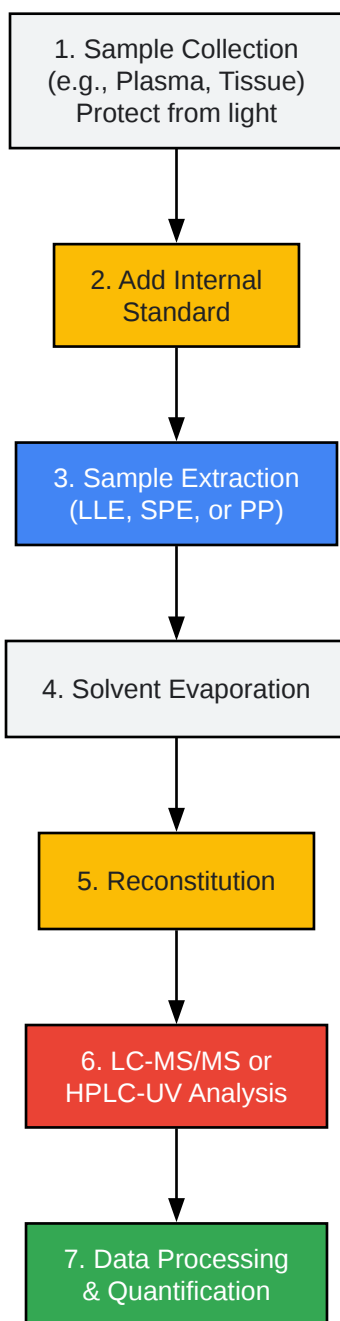 1. Sample Collection
(e.g., Plasma, Tissue)
Protect from light
2. Add Internal
Standard
3. Sample Extraction
(LLE, SPE, or PP)
4. Solvent Evaporation
5. Reconstitution
6. LC-MS/MS or
HPLC-UV Analysis
7. Data Processing
& Quantification